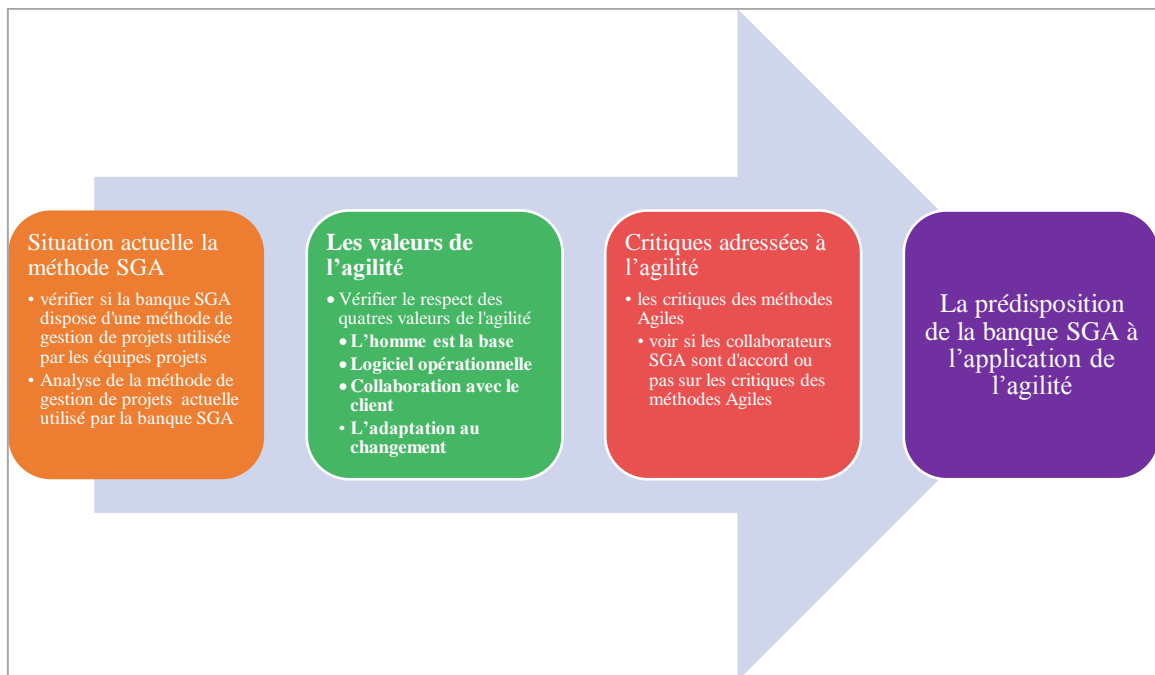 Situation actuelle la
méthode SGA
• vérifier si la banque SGA
dispose d'une méthode de
gestion de projets utilisée
par les équipes projets
• Analyse de la méthode de
gestion de projets actuelle
utilisé par la banque SGA
Les valeurs de
l’agilité
• Vérifier le respect des
quatres valeurs de l'agilité
• L’homme est la base
• Logiciel opérationnelle
• Collaboration avec le
client
• L’adaptation au
changement
Critiques adressées à
l’agilité
• les critiques des méthodes
Agiles
• voir si les collaborateurs
SGA sont d'accord ou
pas sur les critiques des
méthodes Agiles
La prédisposition
de la banque SGA à
l’application de
l’agilité